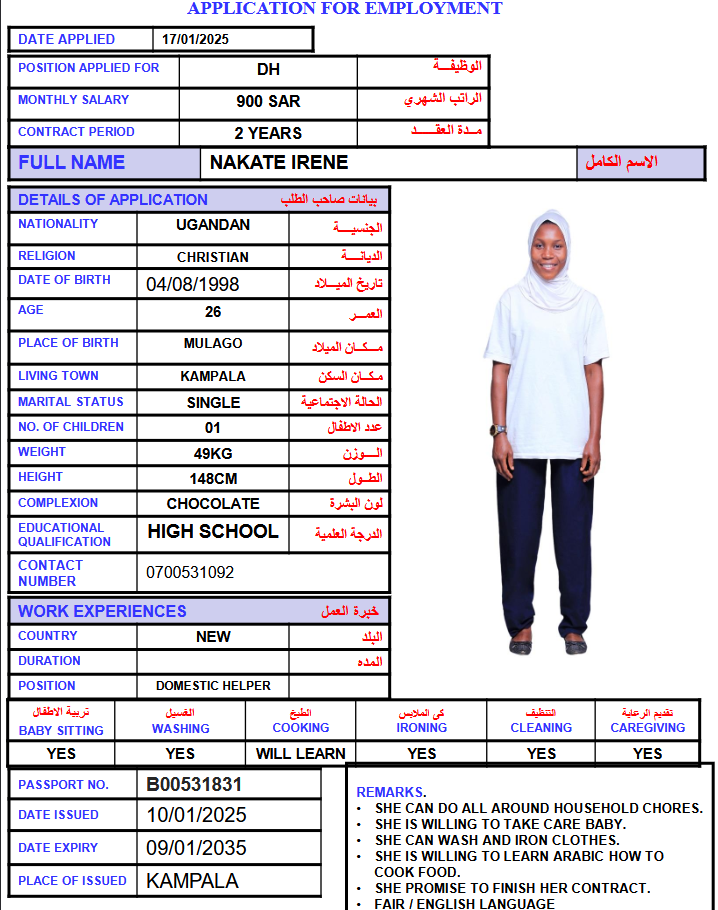 APPLICATION FOR EMPLOYMENT
DATE APPLIED 17/01/2025
POSITION APPLIED FOR DH الوظيفـــة
MONTHLY SALARY 900 SAR الراتب الشهري
CONTRACT PERIOD 2 YEARS مــدة العقــــد
FULL NAME NAKATE IRENE الاسم الكامل
DETAILS OF APPLICATION بيانات صاحب الطلب
NATIONALITY UGANDAN الجنسيـــة
RELIGION CHRISTIAN الديانـــة
DATE OF BIRTH 04/08/1998 تاريخ الميــلاد
AGE 26 العمـــر
PLACE OF BIRTH MULAGO مــكــان الميلاد
LIVING TOWN KAMPALA مـكــان السكن
MARITAL STATUS SINGLE الحالة الاجتماعية
NO. OF CHILDREN 01 عدد الاطفال
WEIGHT 49KG الـــوزن
HEIGHT 148CM الطــول
COMPLEXION CHOCOLATE لون البشرة
EDUCATIONAL QUALIFICATION HIGH SCHOOL الدرجة العلمية
CONTACT NUMBER 0700531092
WORK EXPERIENCES خبرة العمل
COUNTRY NEW البلد
DURATION المده
POSITION DOMESTIC HELPER
تربية الاطفال الغسيل الطبخ كى الملابس التنظيف تقديم الرعاية
BABY SITTING WASHING COOKING IRONING CLEANING CAREGIVING
YES YES WILL LEARN YES YES YES
PASSPORT NO. B00531831
DATE ISSUED 10/01/2025
DATE EXPIRY 09/01/2035
PLACE OF ISSUED KAMPALA
REMARKS.
• SHE CAN DO ALL AROUND HOUSEHOLD CHORES.
• SHE IS WILLING TO TAKE CARE BABY.
• SHE CAN WASH AND IRON CLOTHES.
• SHE IS WILLING TO LEARN ARABIC HOW TO
COOK FOOD.
• SHE PROMISE TO FINISH HER CONTRACT.
• FAIR / ENGLISH LANGUAGE